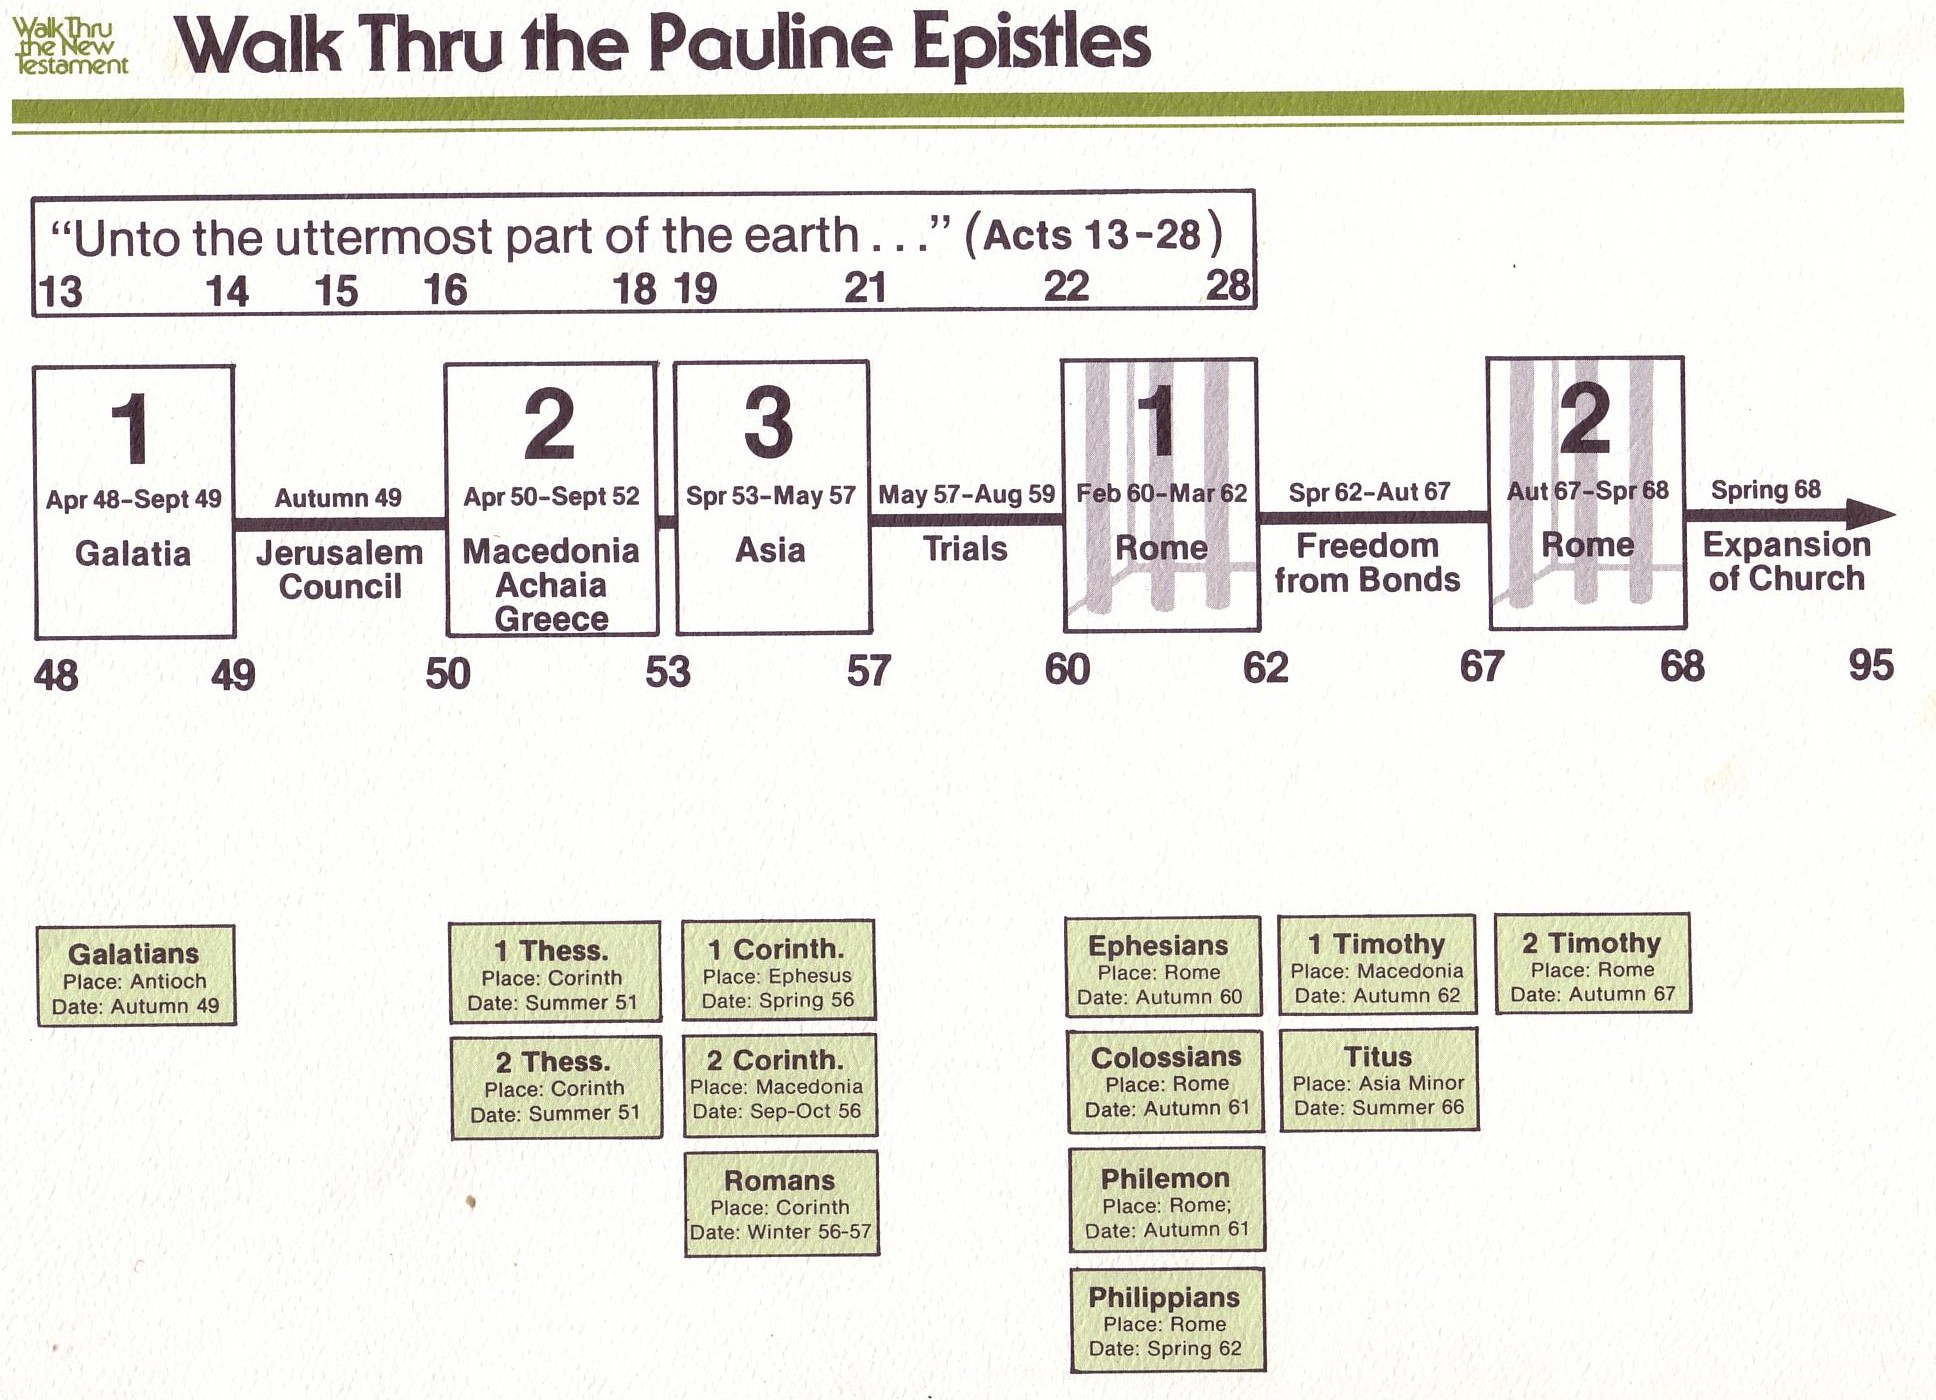 Walk Thru
the New
Testament
Walk Thru the Pauline Epistles
“Unto the uttermost part of the earth . . .” (Acts 13–28)
13 14 15 16 18 19 21 22 28
1
Apr 48–Sept 49
Galatia
Autumn 49
Jerusalem
Council
2
Apr 50–Sept 52
Macedonia
Achaia
Greece
3
Spr 53–May 57
Asia
May 57–Aug 59
Trials
1
Feb 60–Mar 62
Rome
Spr 62–Aut 67
Freedom
from Bonds
2
Aut 67–Spr 68
Rome
Spring 68
Expansion
of Church
48 49 50 53 57 60 62 67 68 95
Galatians
Place: Antioch
Date: Autumn 49
1 Thess.
Place: Corinth
Date: Summer 51
2 Thess.
Place: Corinth
Date: Summer 51
1 Corinth.
Place: Ephesus
Date: Spring 56
2 Corinth.
Place: Macedonia
Date: Sep-Oct 56
Romans
Place: Corinth
Date: Winter 56-57
Ephesians
Place: Rome
Date: Autumn 60
Colossians
Place: Rome
Date: Autumn 61
Philemon
Place: Rome;
Date: Autumn 61
Philippians
Place: Rome
Date: Spring 62
1 Timothy
Place: Macedonia
Date: Autumn 62
Titus
Place: Asia Minor
Date: Summer 66
2 Timothy
Place: Rome
Date: Autumn 67